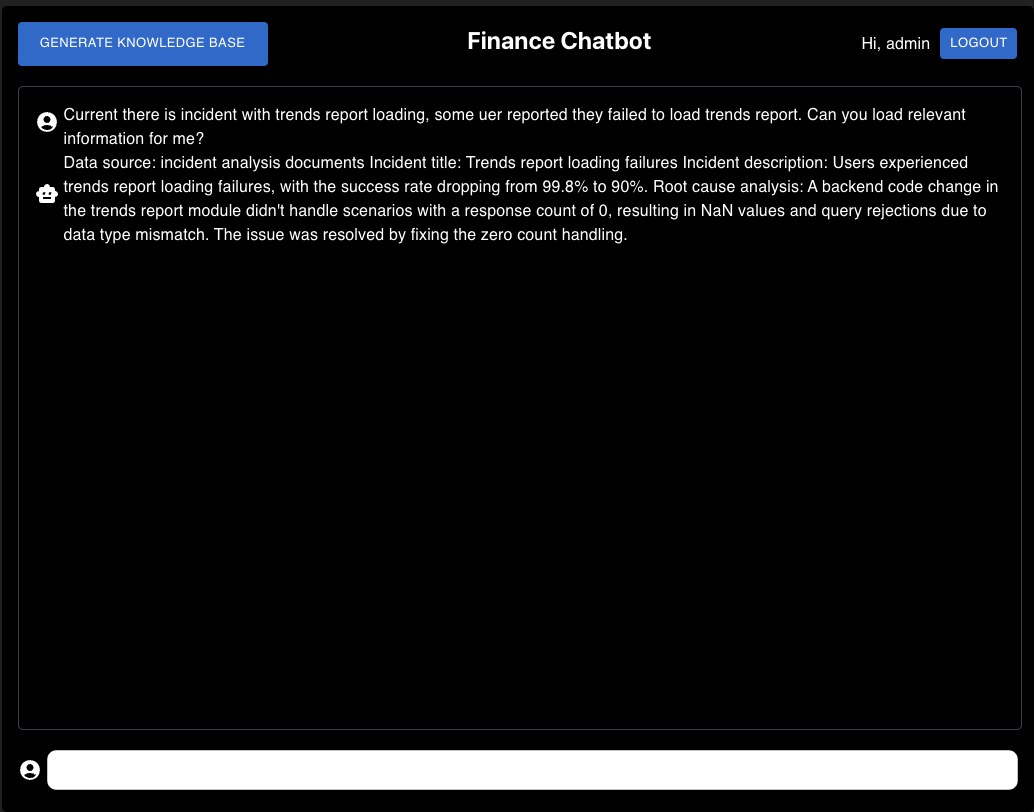 GENERATE KNOWLEDGE BASE
Finance Chatbot
Hi, admin
LOGOUT
Current there is incident with trends report loading, some uer reported they failed to load trends report. Can you load relevant
information for me?
Data source: incident analysis documents Incident title: Trends report loading failures Incident description: Users experienced
trends report loading failures, with the success rate dropping from 99.8% to 90%. Root cause analysis: A backend code change in
the trends report module didn't handle scenarios with a response count of 0, resulting in NaN values and query rejections due to
data type mismatch. The issue was resolved by fixing the zero count handling.